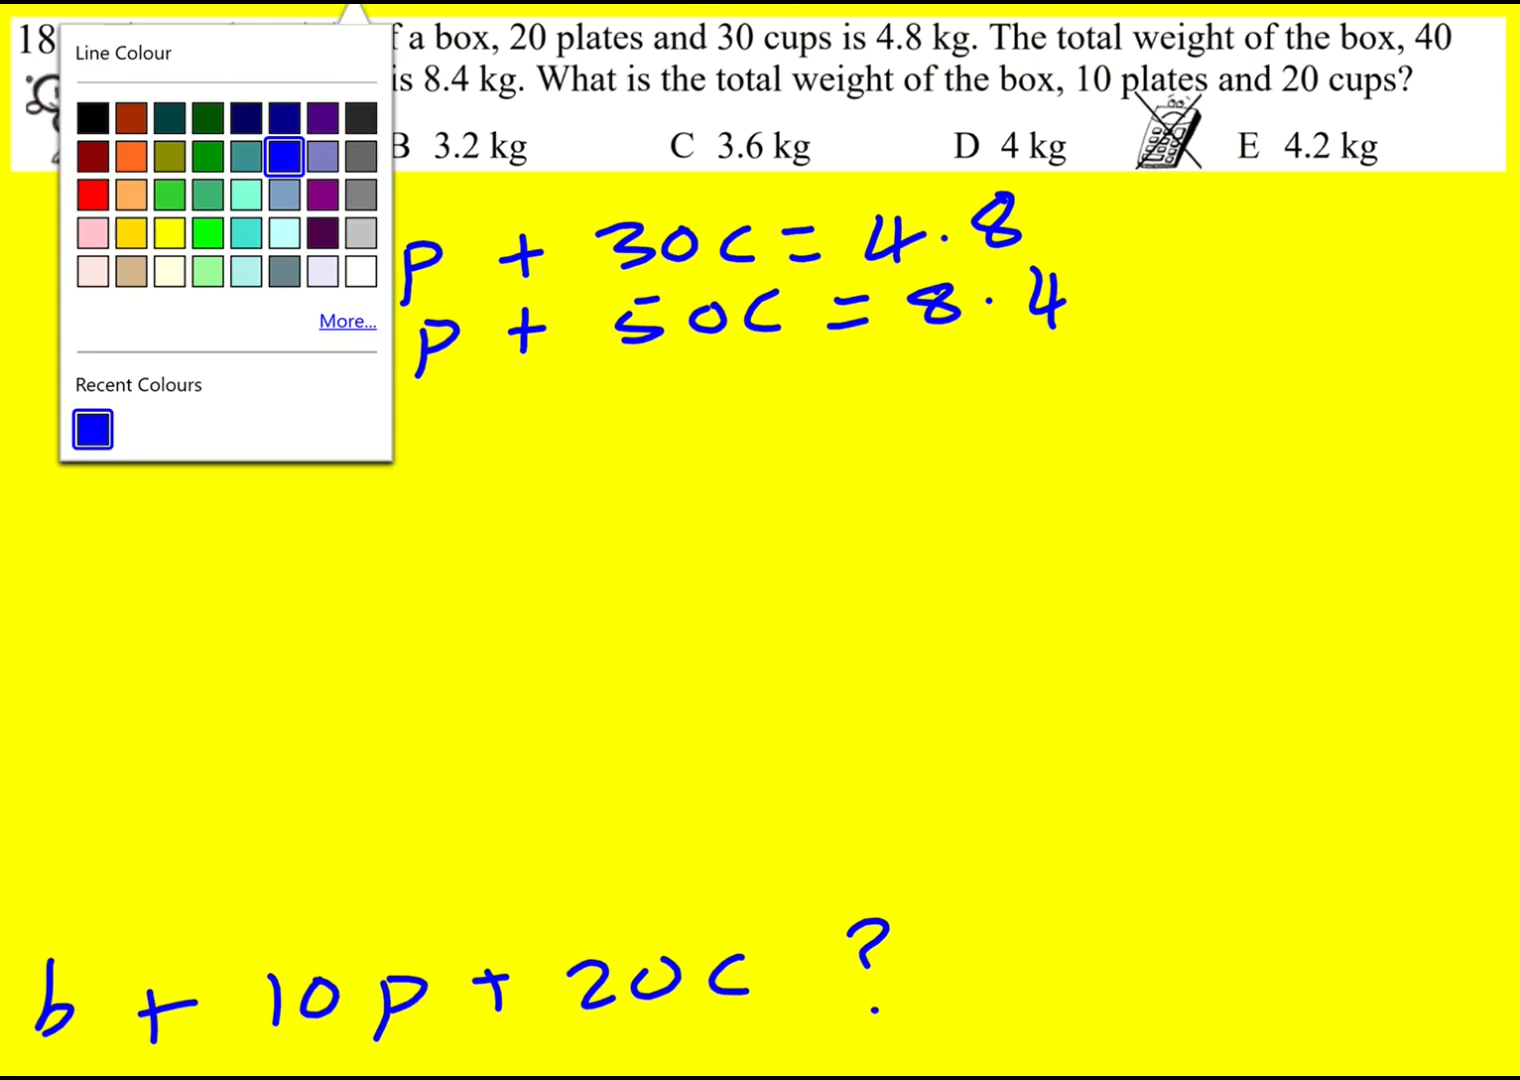 18
Line Colour
a box, 20 plates and 30 cups is 4.8 kg. The total weight of the box, 40
is 8.4 kg. What is the total weight of the box, 10 plates and 20 cups?
B 3.2 kg C 3.6 kg D 4 kg E 4.2 kg
p + 30c = 4.8
p + 50c = 8.4
More...
Recent Colours
b + 10p + 20c ?